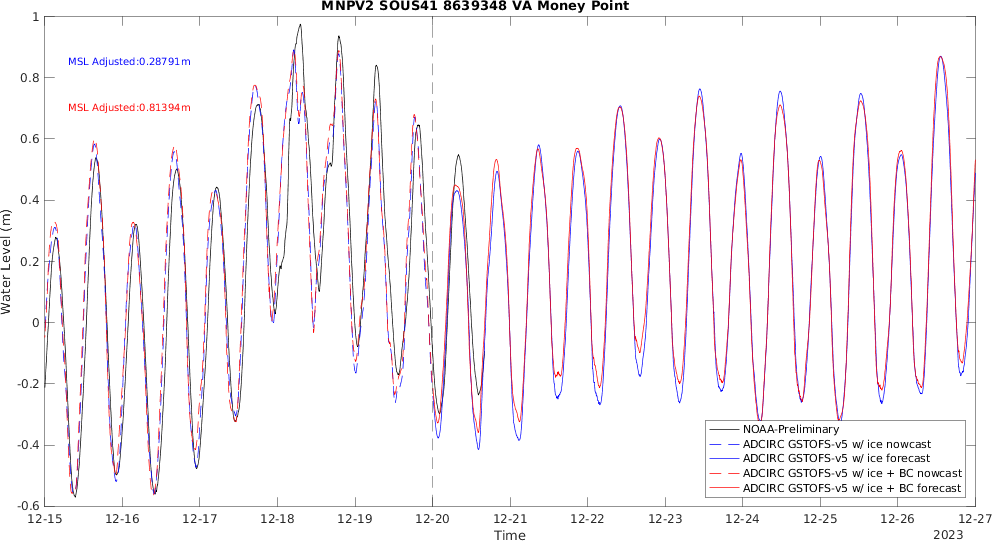 MNPV2 SOUS41 8639348 VA Money Point
MSL Adjusted:0.28791m
MSL Adjusted:0.81394m
Water Level (m)
1
0.8
0.6
0.4
0.2
0
-0.2
-0.4
-0.6
NOAA-Preliminary
ADCIRC GSTOFS-v5 w/ ice nowcast
ADCIRC GSTOFS-v5 w/ ice forecast
ADCIRC GSTOFS-v5 w/ ice + BC nowcast
ADCIRC GSTOFS-v5 w/ ice + BC forecast
12-15 12-16 12-17 12-18 12-19 12-20 12-21 12-22 12-23 12-24 12-25 12-26 12-27
Time
2023